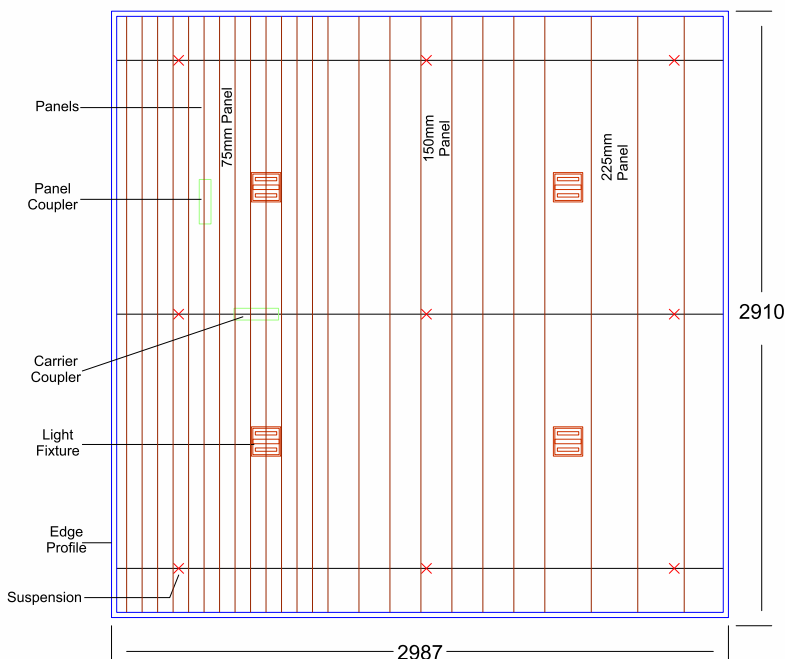 Panels
75mm Panel
150mm
Panel
225mm
Panel
Panel
Coupler
2910
Carrier
Coupler
Light
Fixture
Edge
Profile
Suspension
2987